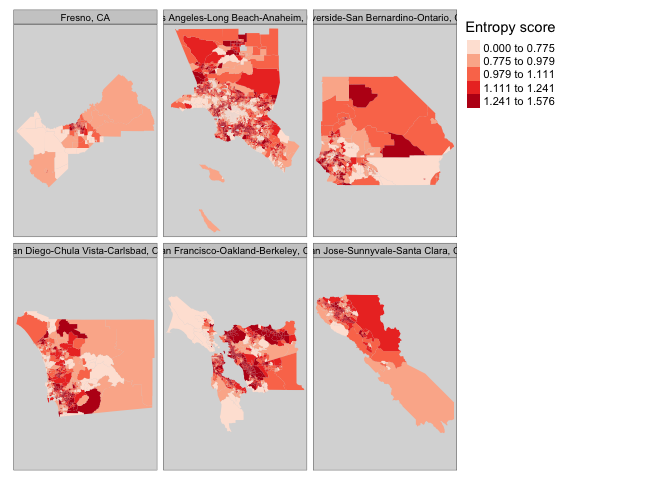 Fresno, CA
s Angeles-Long Beach-Anaheim,
verside-San Bernardino-Ontario, C
Entropy score
0.000 to 0.775
0.775 to 0.979
0.979 to 1.111
1.111 to 1.241
1.241 to 1.576
an Diego-Chula Vista-Carlsbad, C
an Francisco-Oakland-Berkeley, C
n Jose-Sunnyvale-Santa Clara, C